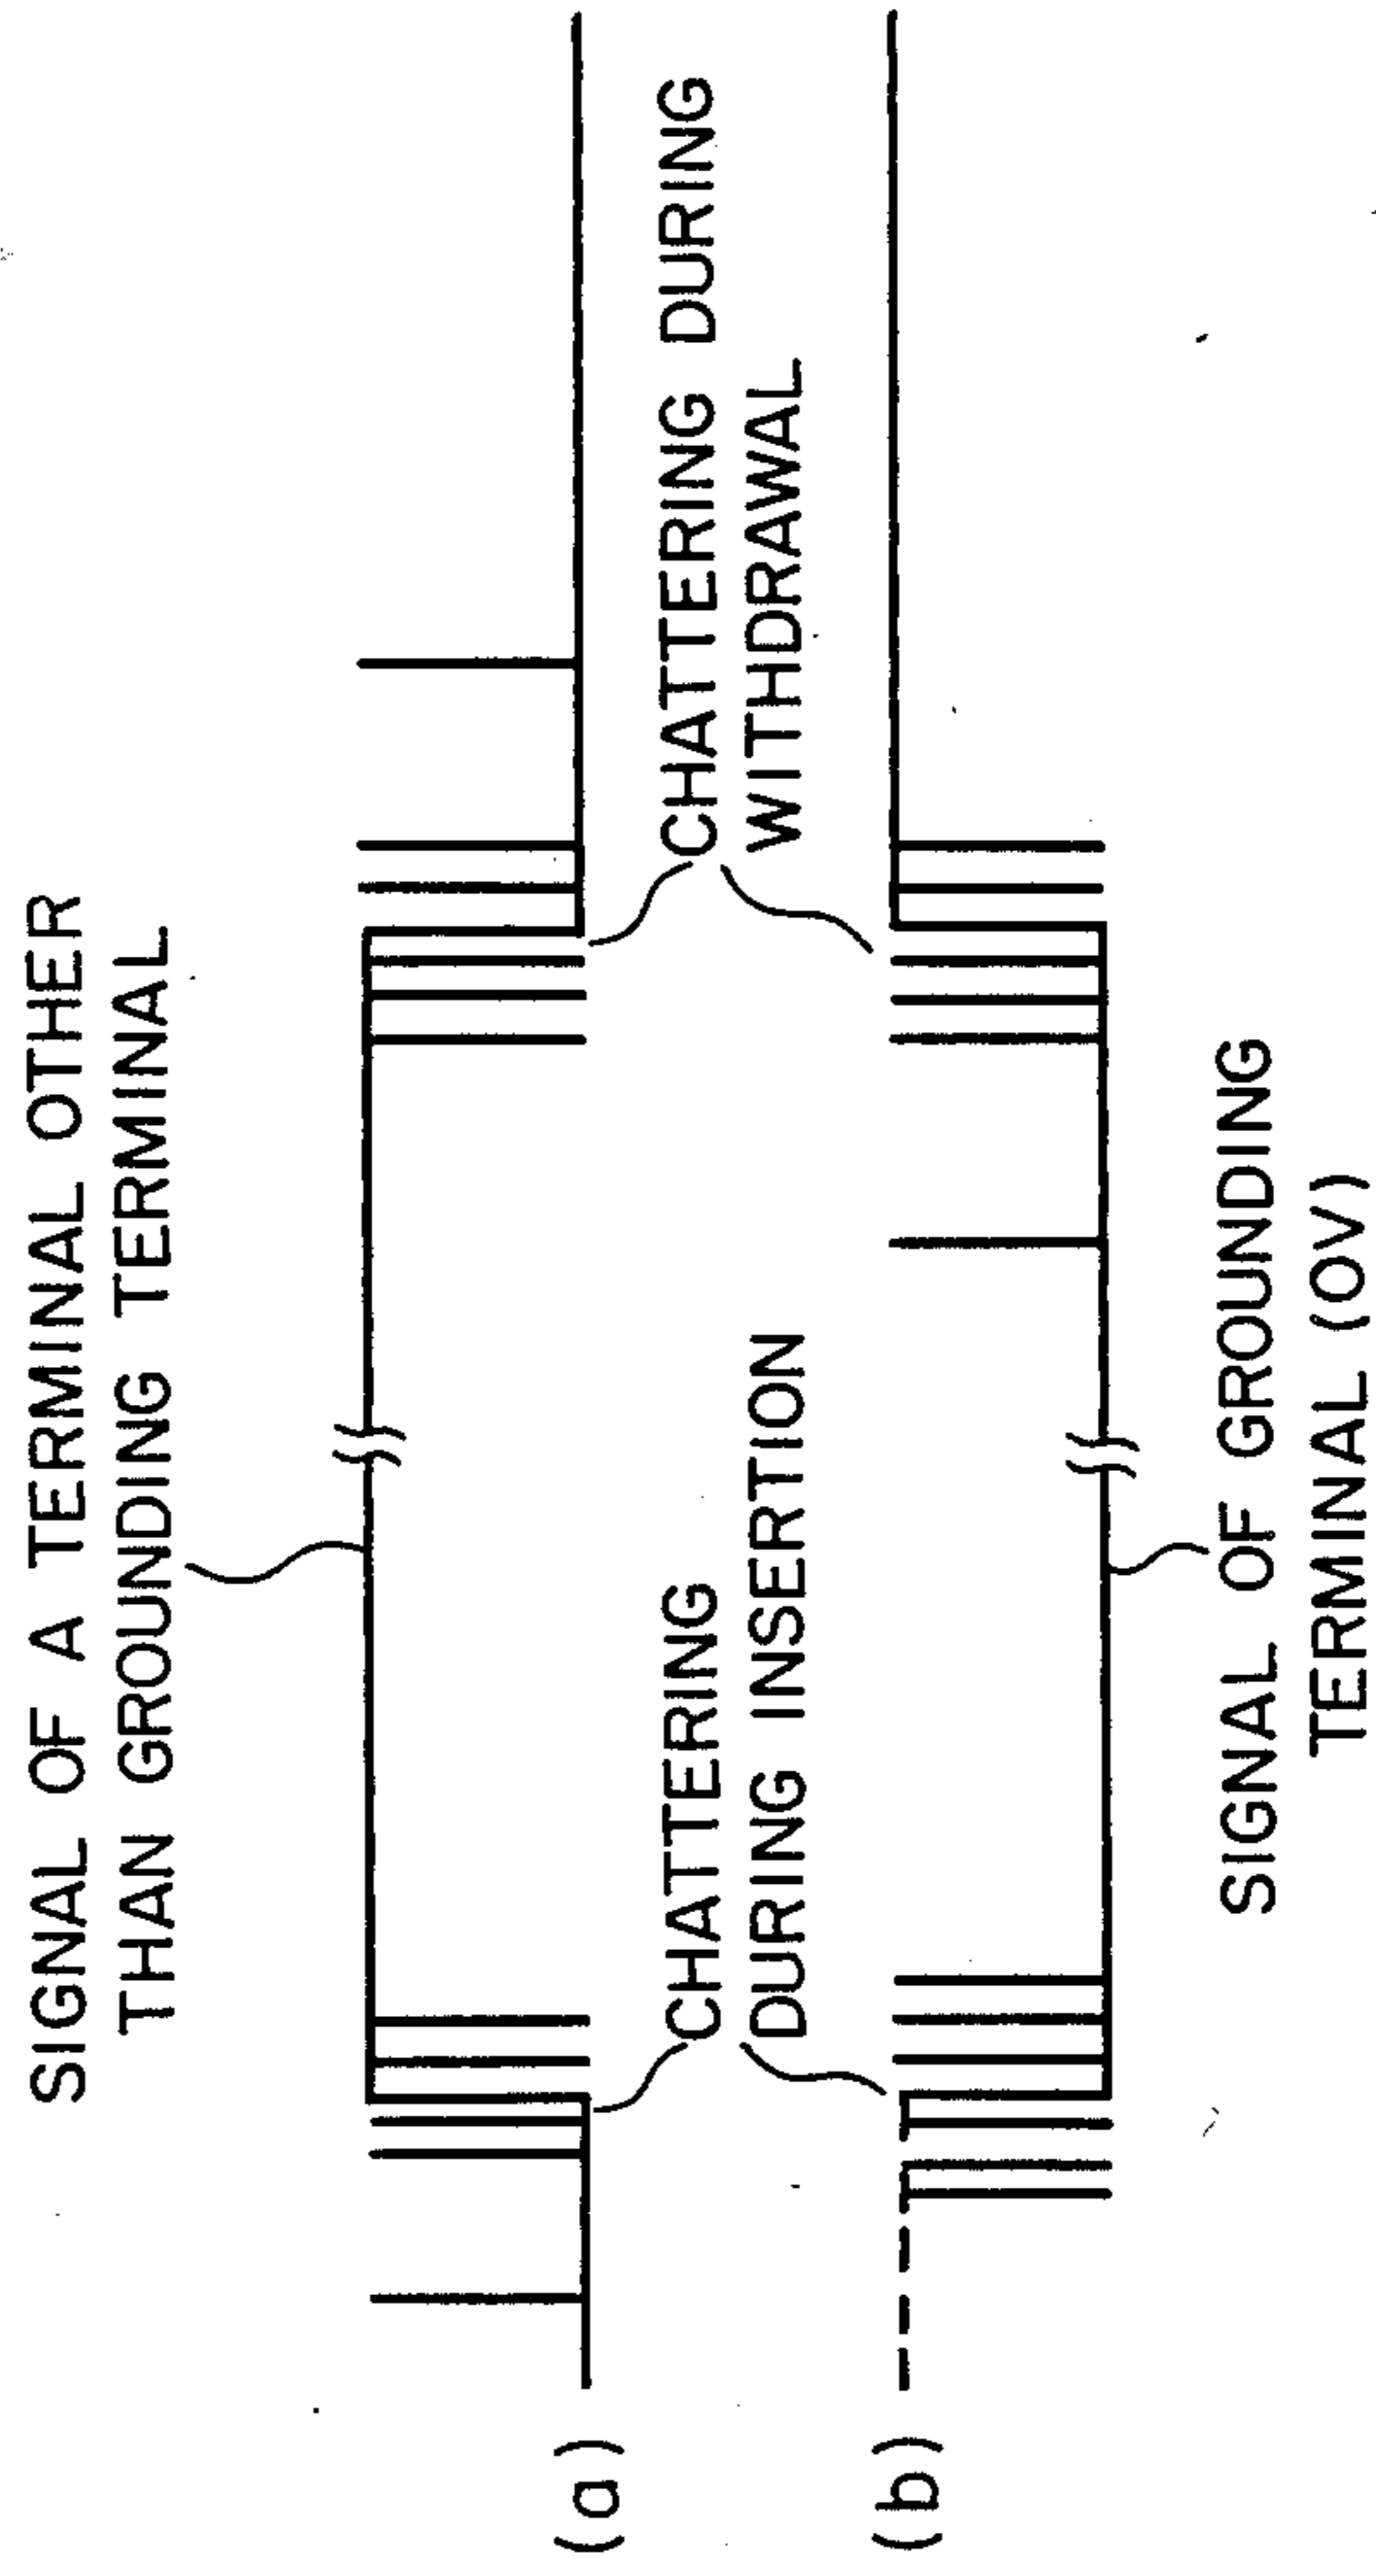 SIGNAL OF A TERMINAL OTHER
THAN GROUNDING TERMINAL
(a)
CHATTERING
DURING INSERTION
CHATTERING DURING
WITHDRAWAL
(b)
SIGNAL OF GROUNDING
TERMINAL (OV)